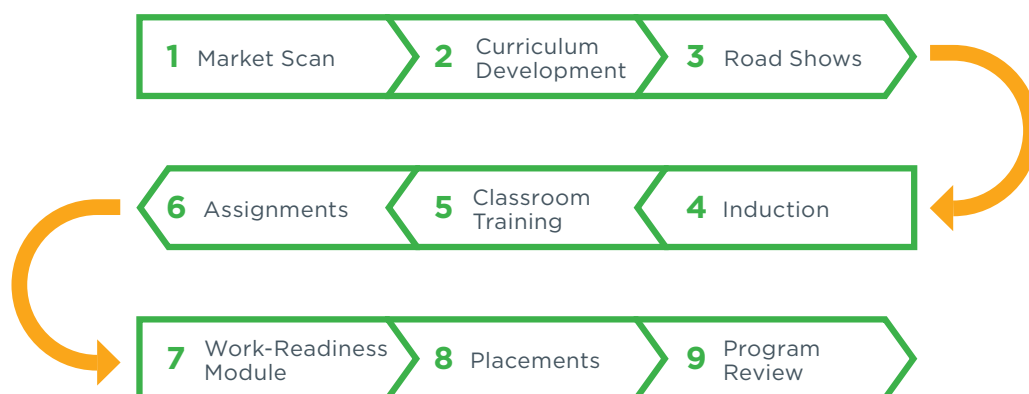 1 Market Scan
2 Curriculum
Development
3 Road Shows
4 Induction
5 Classroom
Training
6 Assignments
7 Work-Readiness
Module
8 Placements
9 Program
Review